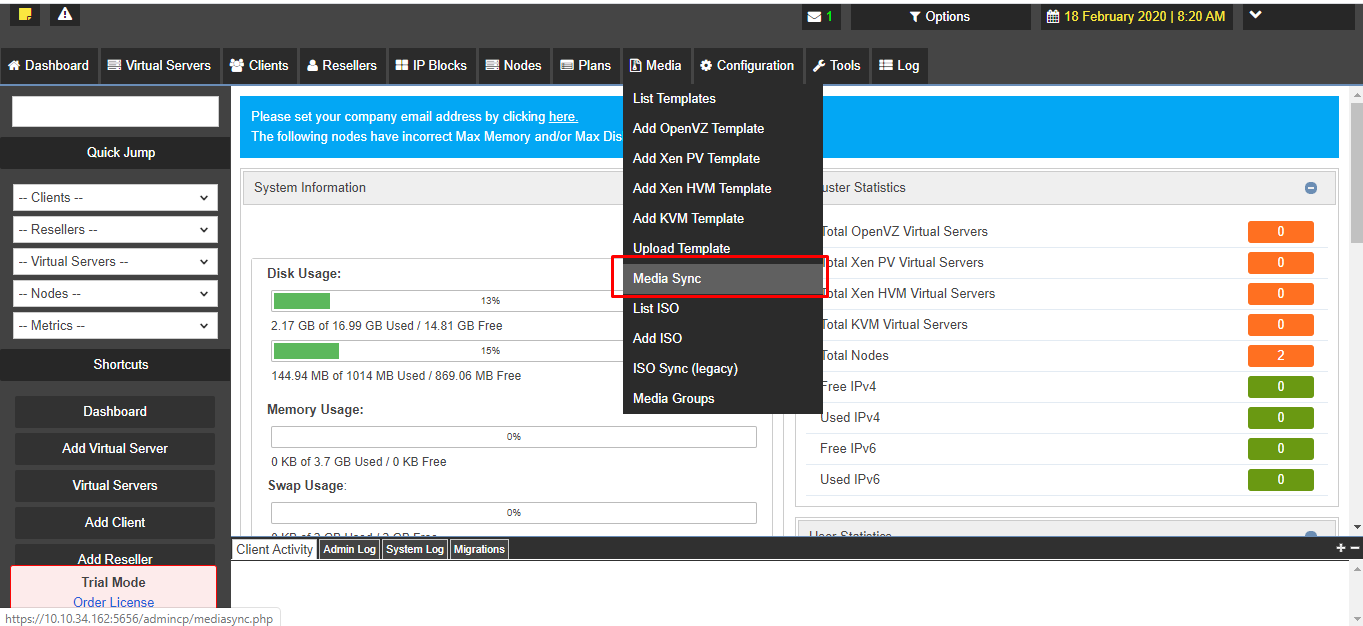 1
Options
18 February 2020 | 8:20 AM
Dashboard
Virtual Servers
Clients
Resellers
IP Blocks
Nodes
Plans
Media
Configuration
Tools
Log
Quick Jump
-- Clients --
-- Resellers --
-- Virtual Servers --
-- Nodes --
-- Metrics --
Shortcuts
Dashboard
Add Virtual Server
Virtual Servers
Add Client
Add Reseller
Trial Mode
Order License
Please set your company email address by clicking here.
The following nodes have incorrect Max Memory and/or Max
List Templates
Add OpenVZ Template
Add Xen PV Template
Add Xen HVM Template
Add KVM Template
Upload Template
Media Sync
List ISO
Add ISO
ISO Sync (legacy)
Media Groups
System Information
Disk Usage:
13%
2.17 GB of 16.99 GB Used / 14.81 GB Free
15%
144.94 MB of 1014 MB Used / 869.06 MB Free
Memory Usage:
0%
0 KB of 3.7 GB Used / 0 KB Free
Swap Usage:
0%
Statistics
Total OpenVZ Virtual Servers 0
Total Xen PV Virtual Servers 0
Total Xen HVM Virtual Servers 0
Total KVM Virtual Servers 0
Total Nodes 2
Free IPv4 0
Used IPv4 0
Free IPv6 0
Used IPv6 0
User Statistics
Client Activity
Admin Log
System Log
Migrations
https://10.10.34.162:5656/admincp/mediasync.php